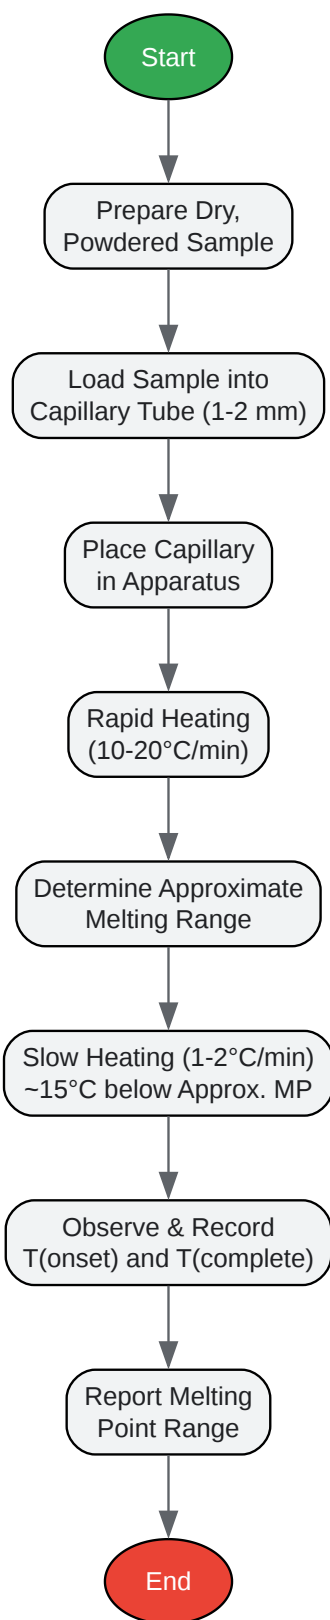 Start
Prepare Dry,
Powdered Sample
Load Sample into
Capillary Tube (1-2 mm)
Place Capillary
in Apparatus
Rapid Heating
(10-20°C/min)
Determine Approximate
Melting Range
Slow Heating (1-2°C/min)
~15°C below Approx. MP
Observe & Record
T(onset) and T(complete)
Report Melting
Point Range
End